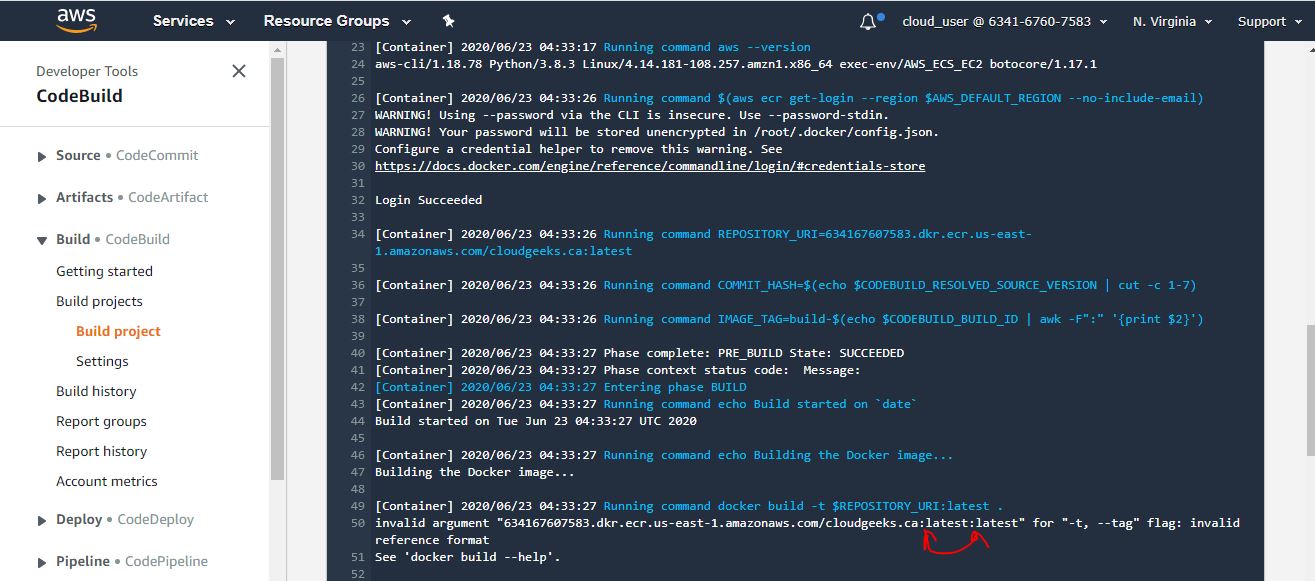 aws
Services
Resource Groups
cloud_user @ 6341-6760-7583
N. Virginia
Support
Developer Tools
CodeBuild
Source • CodeCommit
Artifacts • CodeArtifact
Build • CodeBuild
Getting started
Build projects
Build project
Settings
Build history
Report groups
Report history
Account metrics
Deploy • CodeDeploy
Pipeline • CodePipeline
23 [Container] 2020/06/23 04:33:17 Running command aws --version
24 aws-cli/1.18.78 Python/3.8.3 Linux/4.14.181-108.257.amzn1.x86_64 exec-env/AWS_ECS_EC2 botocore/1.17.1
25
26 [Container] 2020/06/23 04:33:26 Running command $(aws ecr get-login --region $AWS_DEFAULT_REGION --no-include-email)
27 WARNING! Using --password via the CLI is insecure. Use --password-stdin.
28 WARNING! Your password will be stored unencrypted in /root/.docker/config.json.
29 Configure a credential helper to remove this warning. See
30 https://docs.docker.com/engine/reference/commandline/login/#credentials-store
31
32 Login Succeeded
33
34 [Container] 2020/06/23 04:33:26 Running command REPOSITORY_URI=634167607583.dkr.ecr.us-east-
1.amazonaws.com/cloudgeeks.ca:latest
35
36 [Container] 2020/06/23 04:33:26 Running command COMMIT_HASH=$(echo $CODEBUILD_RESOLVED_SOURCE_VERSION | cut -c 1-7)
37
38 [Container] 2020/06/23 04:33:26 Running command IMAGE_TAG=build-$(echo $CODEBUILD_BUILD_ID | awk -F":" '{print $2}')
39
40 [Container] 2020/06/23 04:33:27 Phase complete: PRE_BUILD State: SUCCEEDED
41 [Container] 2020/06/23 04:33:27 Phase context status code:  Message:
42 [Container] 2020/06/23 04:33:27 Entering phase BUILD
43 [Container] 2020/06/23 04:33:27 Running command echo Build started on `date`
44 Build started on Tue Jun 23 04:33:27 UTC 2020
45
46 [Container] 2020/06/23 04:33:27 Running command echo Building the Docker image...
47 Building the Docker image...
48
49 [Container] 2020/06/23 04:33:27 Running command docker build -t $REPOSITORY_URI:latest .
50 invalid argument "634167607583.dkr.ecr.us-east-1.amazonaws.com/cloudgeeks.ca:latest:latest" for "-t, --tag" flag: invalid
reference format
51 See 'docker build --help'.
52